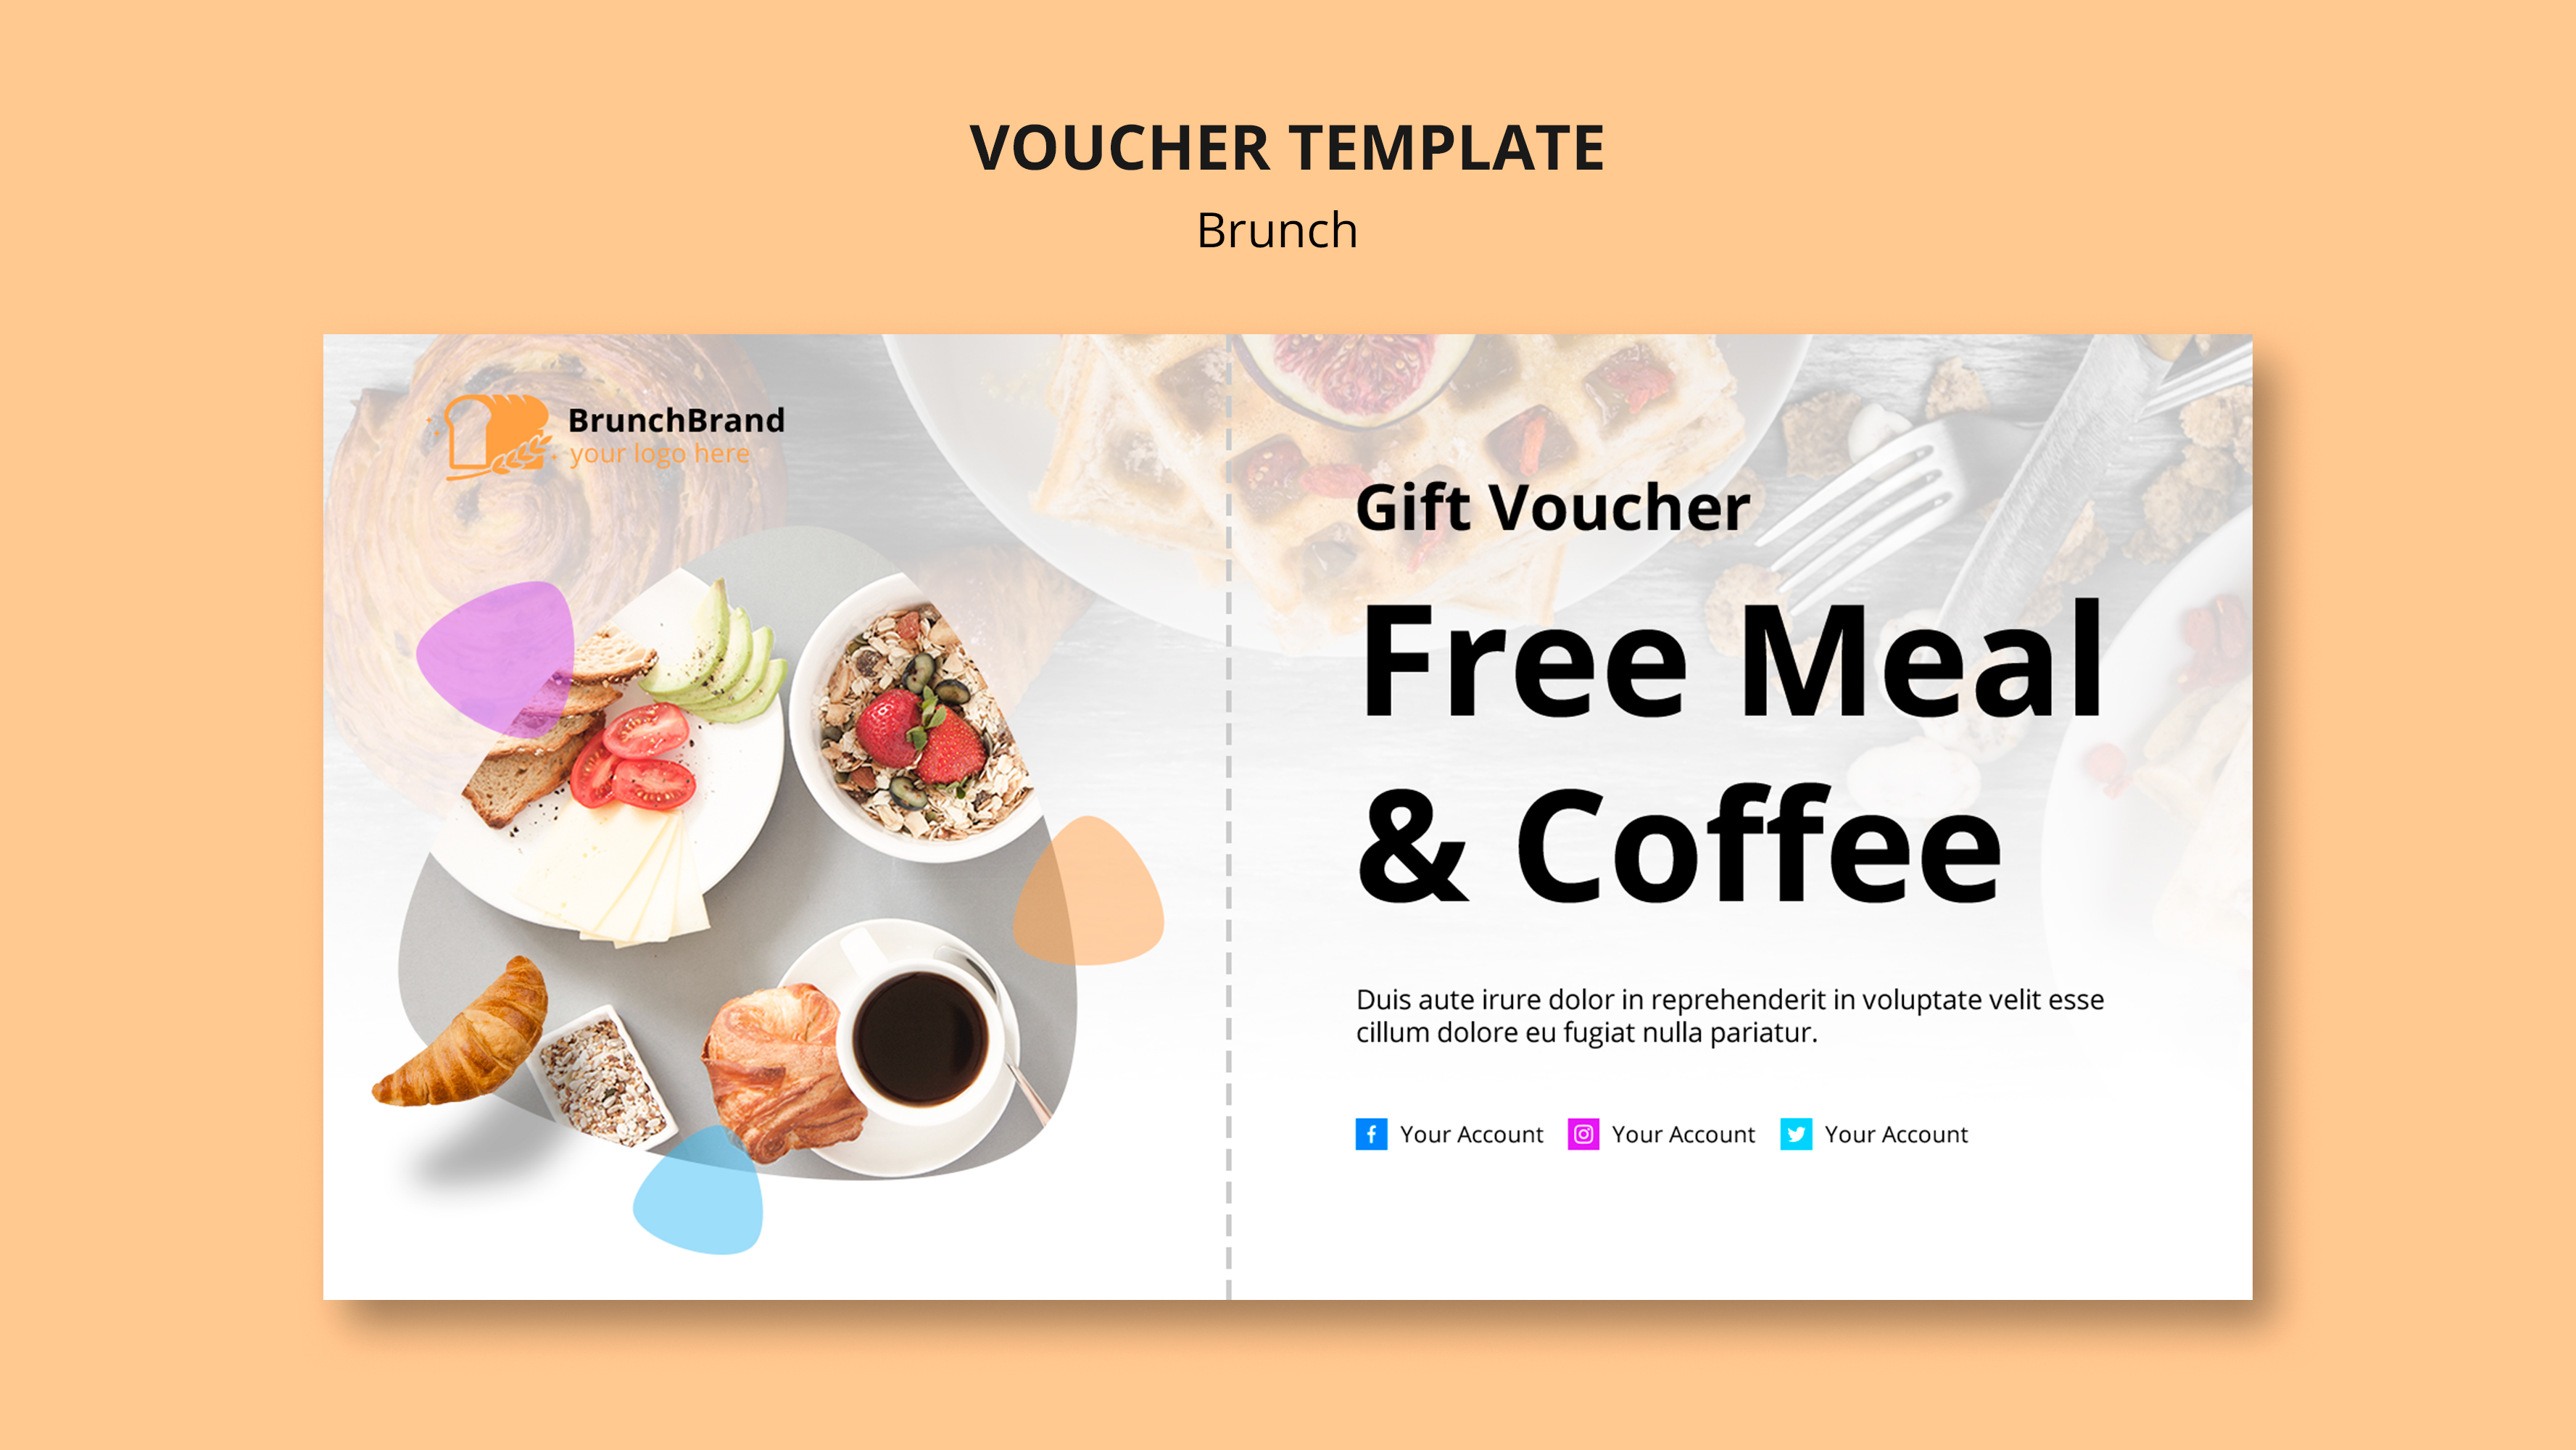 VOUCHER TEMPLATE
Brunch
BrunchBrand
your logo here
Gift Voucher
Free Meal
& Coffee
Duis aute irure dolor in reprehenderit in voluptate velit esse
cillum dolore eu fugiat nulla pariatur.
Your Account Your Account Your Account